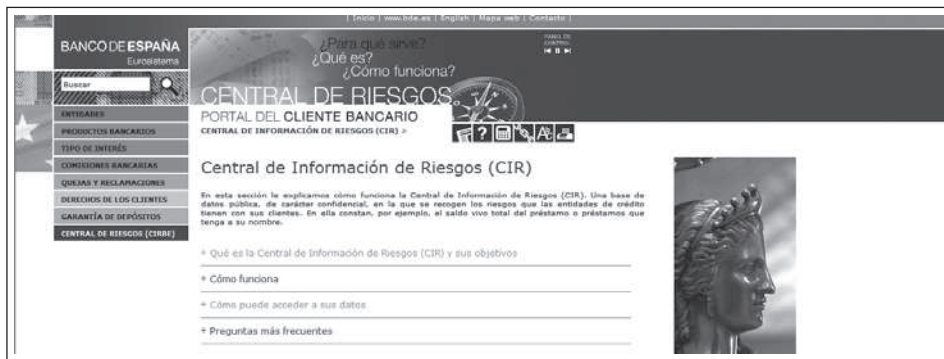 | Inicio | www.bde.es | English | Mapa web | Contacto |
BANCO DE ESPAÑA
Eurosistema
Buscar
¿Para qué sirve?
¿Qué es?
¿Cómo funciona?
CENTRAL DE RIESGOS
PANEL DE CONTROL
PORTAL DEL CLIENTE BANCARIO
CENTRAL DE INFORMACIÓN DE RIESGOS (CIR) >
ENTIDADES
PRODUCTOS BANCARIOS
TIPO DE INTERÉS
COMISIONES BANCARIAS
QUEJAS Y RECLAMACIONES
DERECHOS DE LOS CLIENTES
GARANTÍA DE DEPÓSITOS
CENTRAL DE RIESGOS (CIRBE)
Central de Información de Riesgos (CIR)
En esta sección le explicamos cómo funciona la Central de Información de Riesgos (CIR). Una base de
datos pública, de carácter confidencial, en la que se recogen los riesgos que las entidades de crédito
tienen con sus clientes. En ella constan, por ejemplo, el saldo vivo total del préstamo o préstamos que
tenga a su nombre.
+ Qué es la Central de Información de Riesgos (CIR) y sus objetivos
+ Cómo funciona
+ Cómo puede acceder a sus datos
+ Preguntas más frecuentes